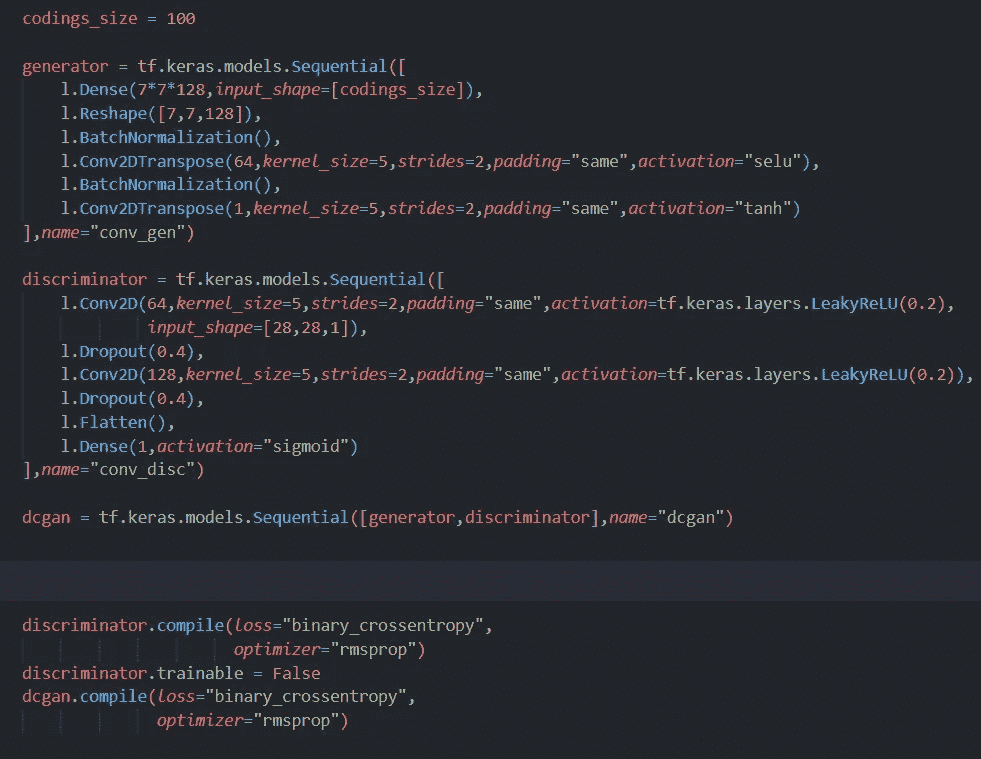 codings_size = 100
generator = tf.keras.models.Sequential([
l.Dense(7*7*128,input_shape=[codings_size]),
l.Reshape([7,7,128]),
l.BatchNormalization(),
l.Conv2DTranspose(64,kernel_size=5,strides=2,padding="same",activation="selu"),
l.BatchNormalization(),
l.Conv2DTranspose(1,kernel_size=5,strides=2,padding="same",activation="tanh")
],name="conv_gen")
discriminator = tf.keras.models.Sequential([
l.Conv2D(64,kernel_size=5,strides=2,padding="same",activation=tf.keras.layers.LeakyReLU(0.2),
input_shape=[28,28,1]),
l.Dropout(0.4),
l.Conv2D(128,kernel_size=5,strides=2,padding="same",activation=tf.keras.layers.LeakyReLU(0.2)),
l.Dropout(0.4),
l.Flatten(),
l.Dense(1,activation="sigmoid")
],name="conv_disc")
dcgan = tf.keras.models.Sequential([generator,discriminator],name="dcgan")
discriminator.compile(loss="binary_crossentropy",
optimizer="rmsprop")
discriminator.trainable = False
dcgan.compile(loss="binary_crossentropy",
optimizer="rmsprop")